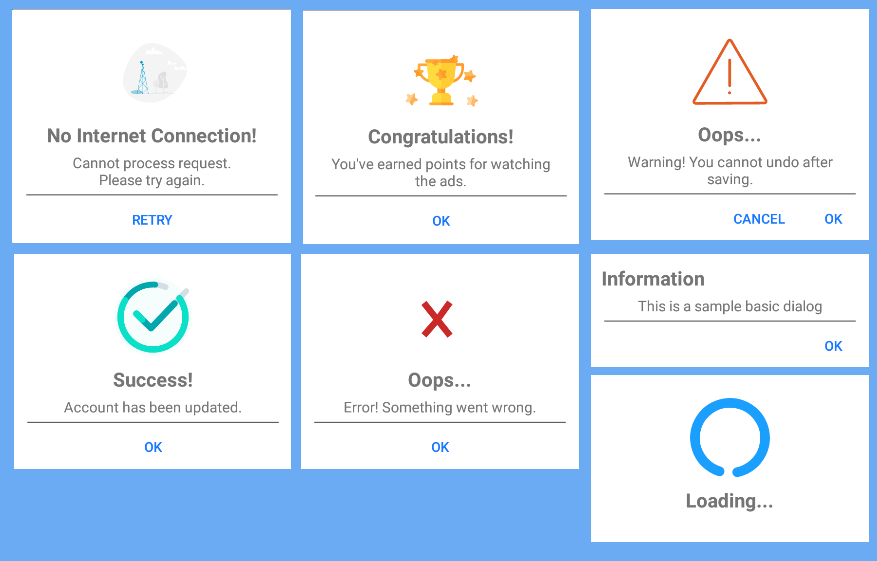 No Internet Connection!
Cannot process request.
Please try again.
RETRY
Congratulations!
You've earned points for watching
the ads.
OK
Oops...
Warning! You cannot undo after
saving.
CANCEL OK
Success!
Account has been updated.
OK
Oops...
Error! Something went wrong.
OK
Information
This is a sample basic dialog
OK
Loading...